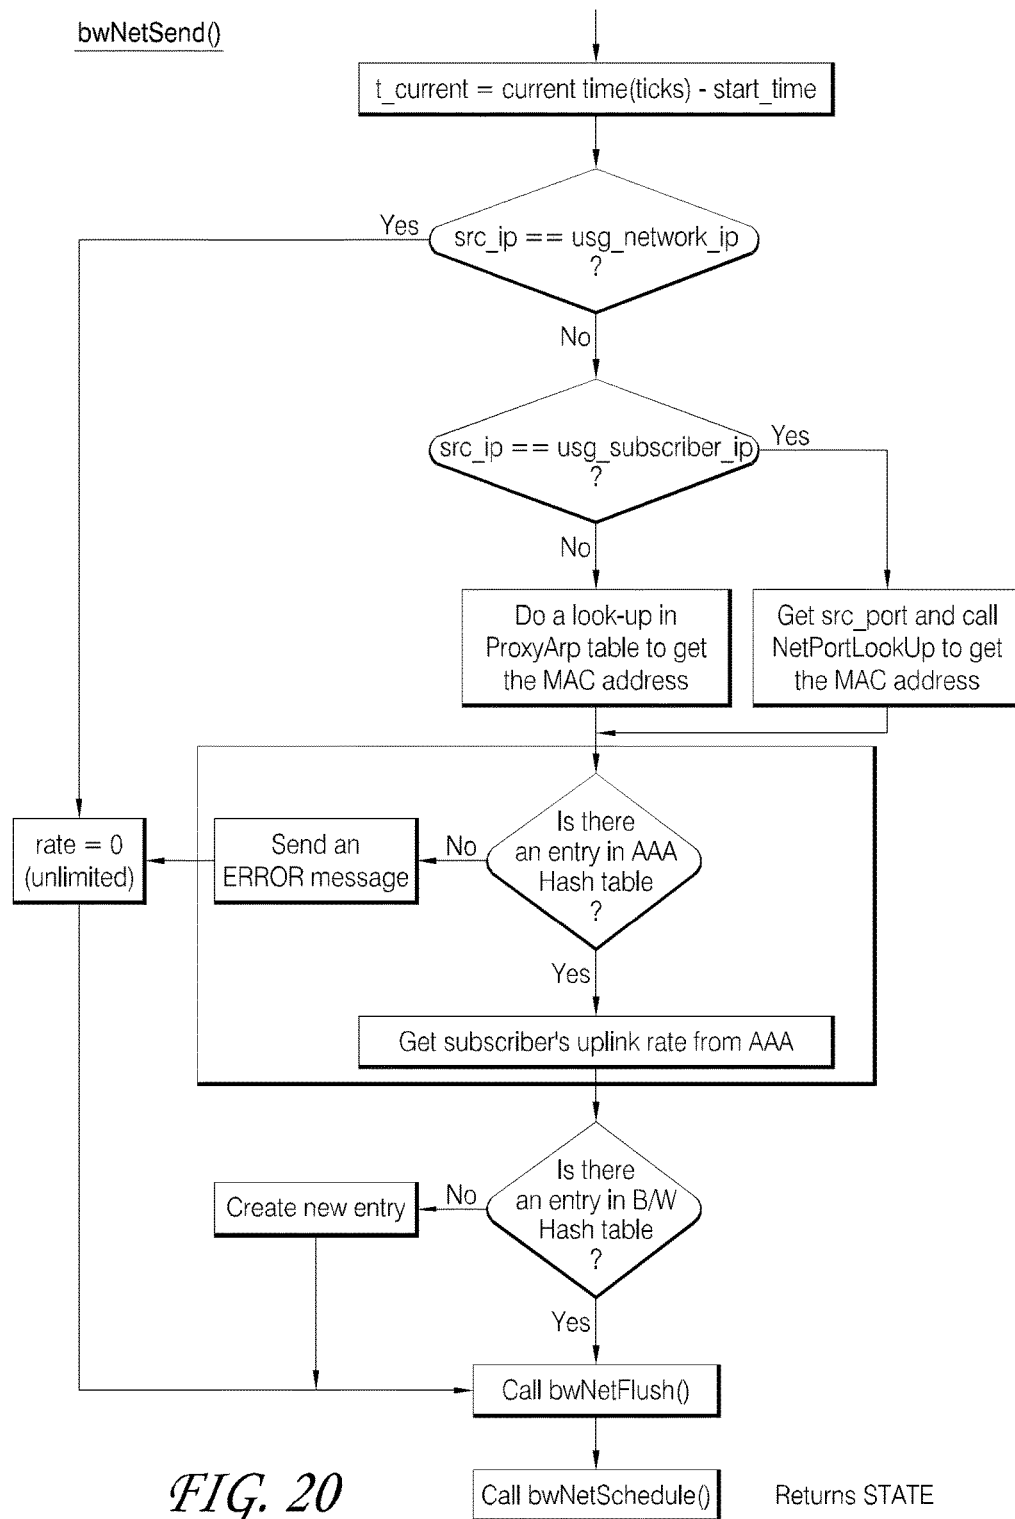 bwNetSend()
t_current = current time(ticks) - start_time
Yes
src_ip == usg_network_ip
?
No
src_ip == usg_subscriber_ip
?
Yes
No
Do a look-up in
ProxyArp table to get
the MAC address
Get src_port and call
NetPortLookUp to get
the MAC address
rate = 0
(unlimited)
Send an
ERROR message
No
Is there
an entry in AAA
Hash table
?
Yes
Get subscriber's uplink rate from AAA
Create new entry
No
Is there
an entry in B/W
Hash table
?
Yes
Call bwNetFlush()
Call bwNetSchedule()
Returns STATE
FIG. 20